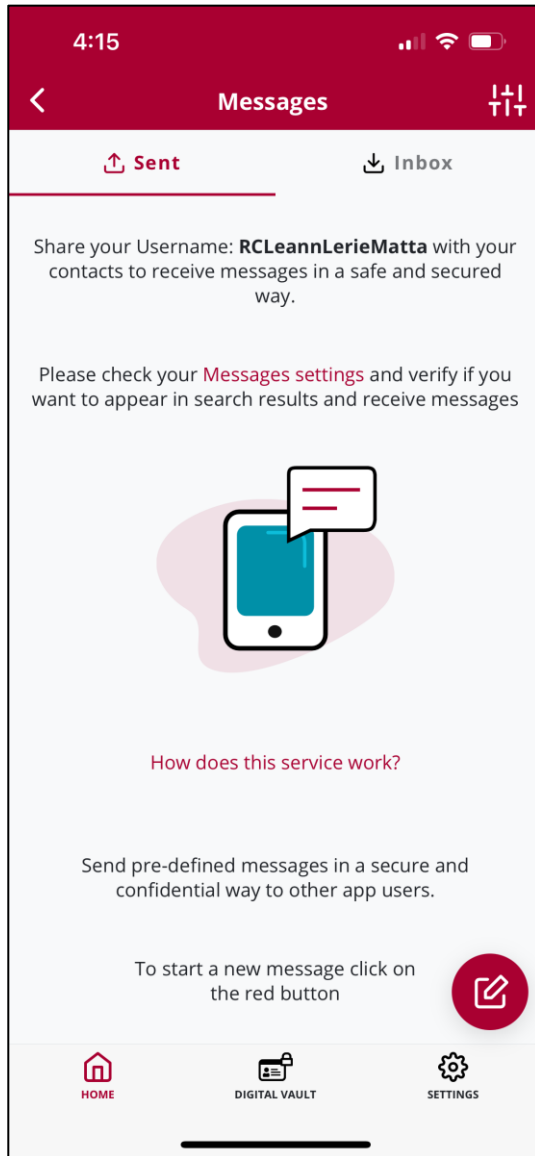 4:15
Messages
Sent
Inbox
Share your Username: RCLeannLerieMatta with your
contacts to receive messages in a safe and secured
way.
Please check your Messages settings and verify if you
want to appear in search results and receive messages
How does this service work?
Send pre-defined messages in a secure and
confidential way to other app users.
To start a new message click on
the red button
HOME
DIGITAL VAULT
SETTINGS